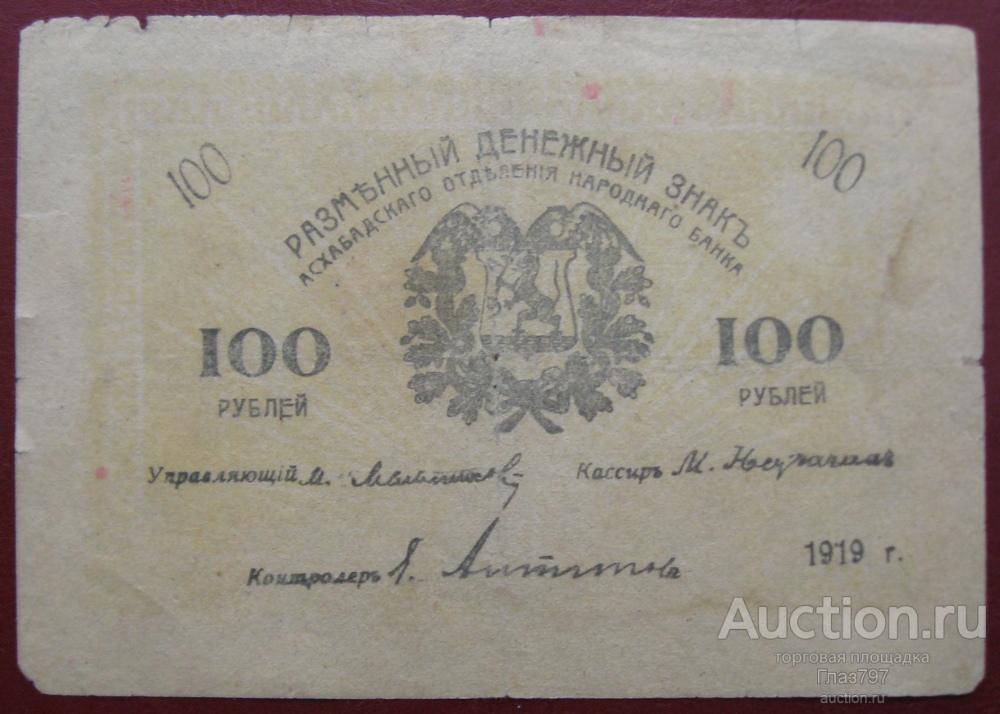 РАЗМѢННЫЙ ДЕНЕЖНЫЙ ЗНАКЪ
АСХАБАДСКАГО ОТДѢЛЕНІЯ НАРОДНАГО БАНКА
100 100
100 100
РУБЛЕЙ РУБЛЕЙ
Управляющій М. Кассиръ М.
Контролеръ
1919 г.
Auction.ru
торговая площадка
Глаз797
auction.ru